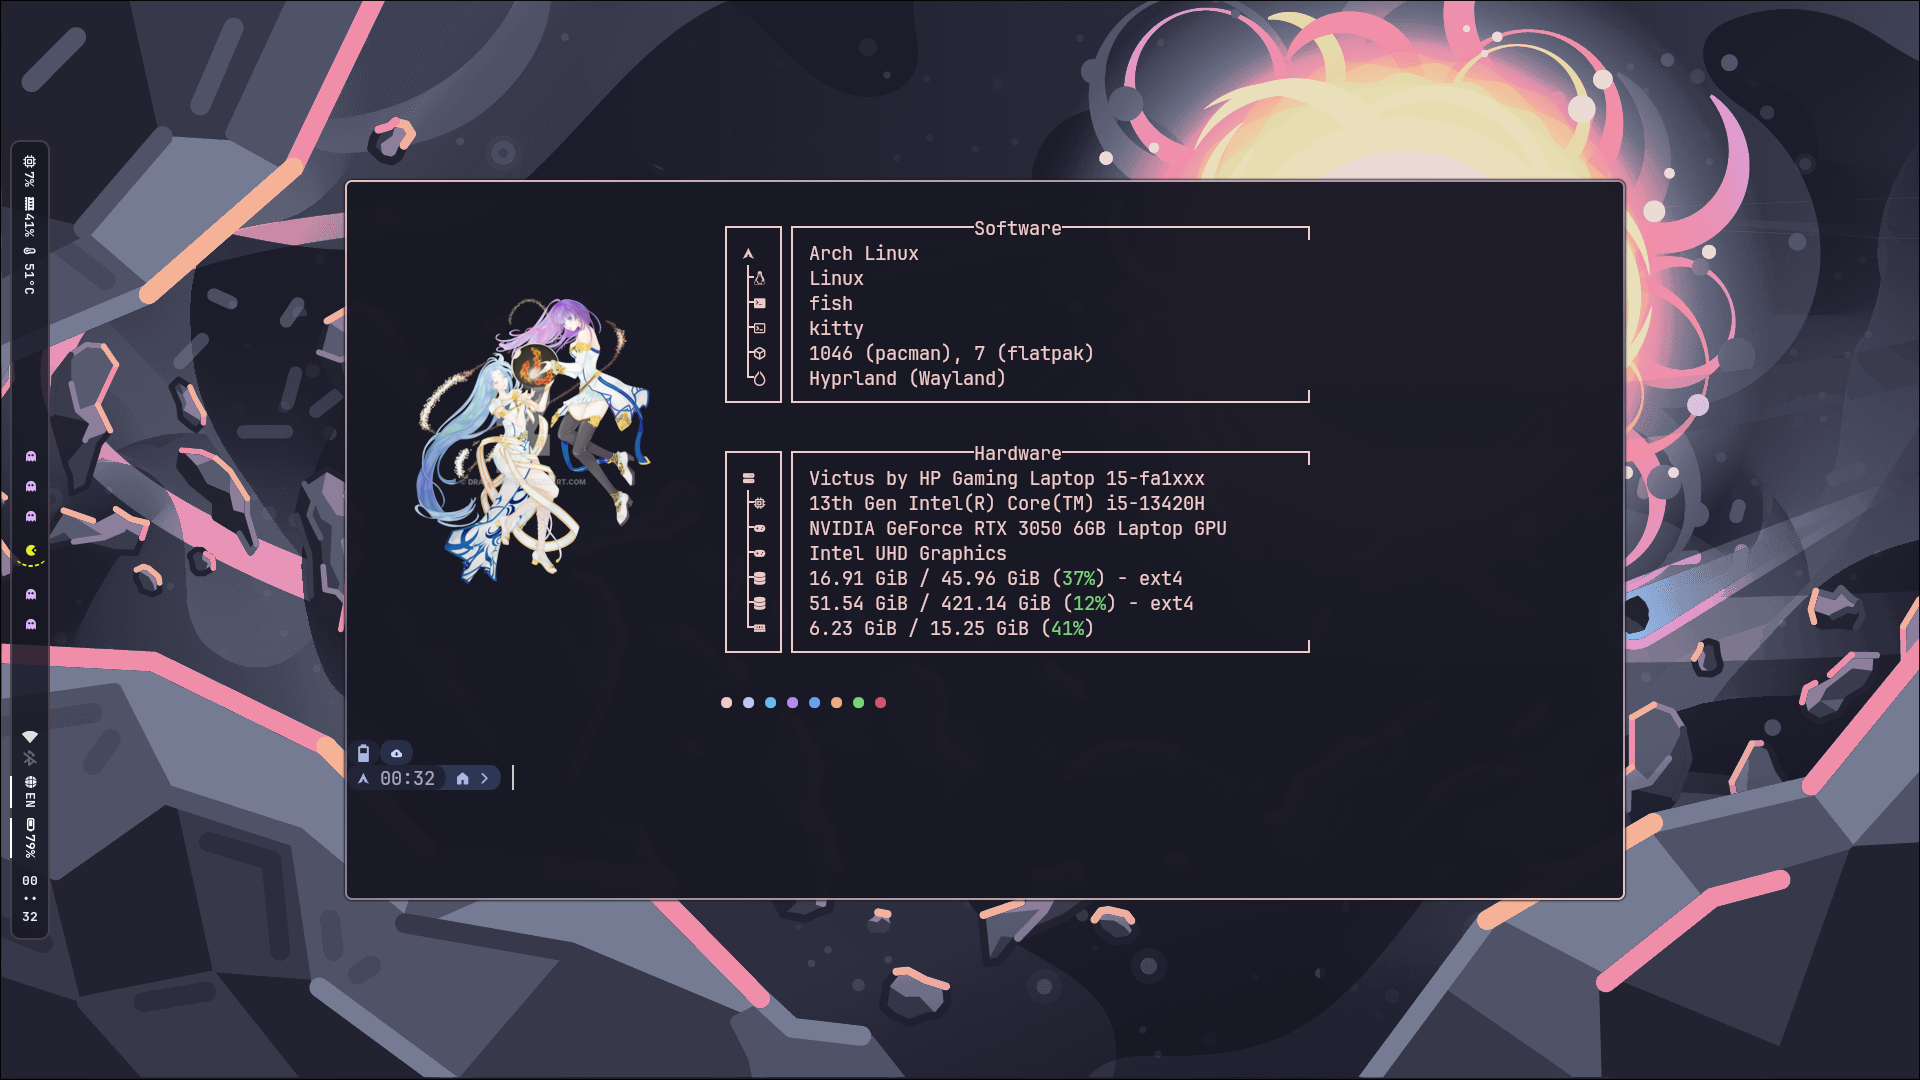 7%
41%
51°C
EN
79%
00
32
Software
Arch Linux
Linux
fish
kitty
1046 (pacman), 7 (flatpak)
Hyprland (Wayland)
Hardware
Victus by HP Gaming Laptop 15-fa1xxx
13th Gen Intel(R) Core(TM) i5-13420H
NVIDIA GeForce RTX 3050 6GB Laptop GPU
Intel UHD Graphics
16.91 GiB / 45.96 GiB (37%) - ext4
51.54 GiB / 421.14 GiB (12%) - ext4
6.23 GiB / 15.25 GiB (41%)
00:32